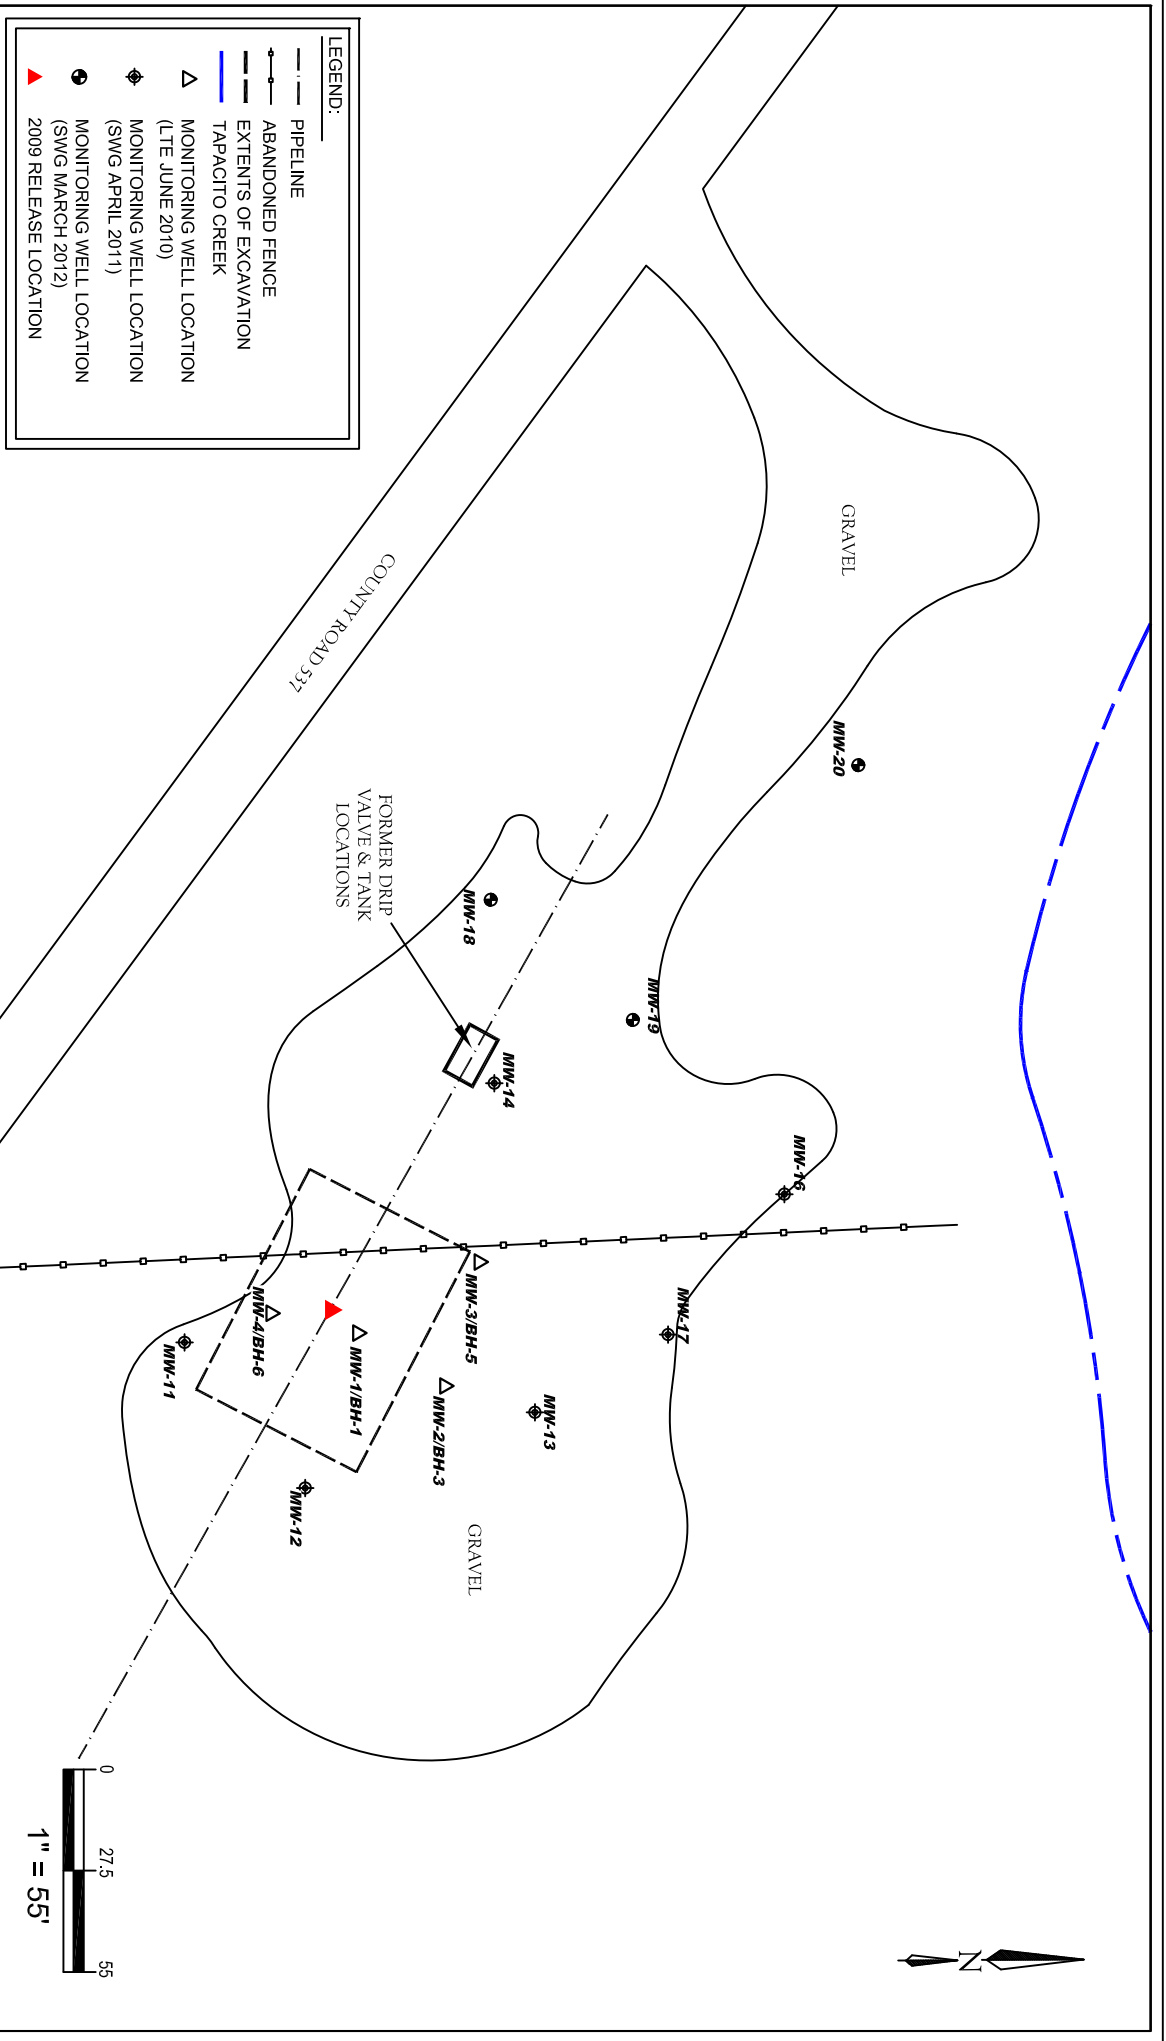 GRAVEL
MW-20
COUNTY ROAD 537
FORMER DRIP
VALVE & TANK
LOCATIONS
MW-18
MW-19
MW-14
MW-16
MW-17
MW-3/BH-5
MW-4/BH-6
MW-1/BH-1
MW-2/BH-3
MW-11
MW-13
MW-12
GRAVEL
LEGEND:
PIPELINE
ABANDONED FENCE
EXTENTS OF EXCAVATION
TAPACITO CREEK
MONITORING WELL LOCATION
(LTE JUNE 2010)
MONITORING WELL LOCATION
(SWG APRIL 2011)
MONITORING WELL LOCATION
(SWG MARCH 2012)
2009 RELEASE LOCATION
N
0 27.5 55
1" = 55'